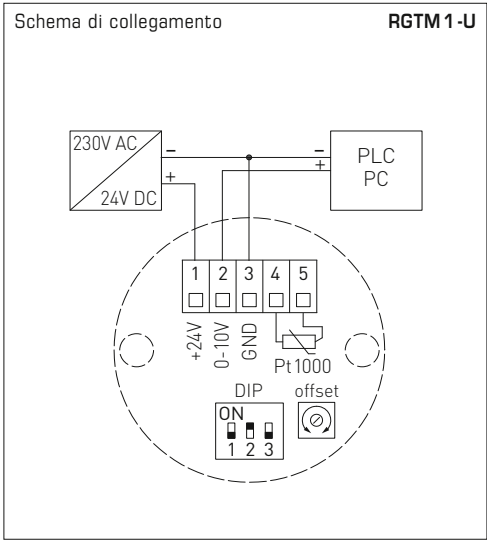 Schema di collegamento RGTM 1 -U
230V AC
24V DC
–
+
–
+
PLC
PC
1 2 3 4 5
+24V
0-10V
GND
Pt1000
DIP offset
ON
1 2 3